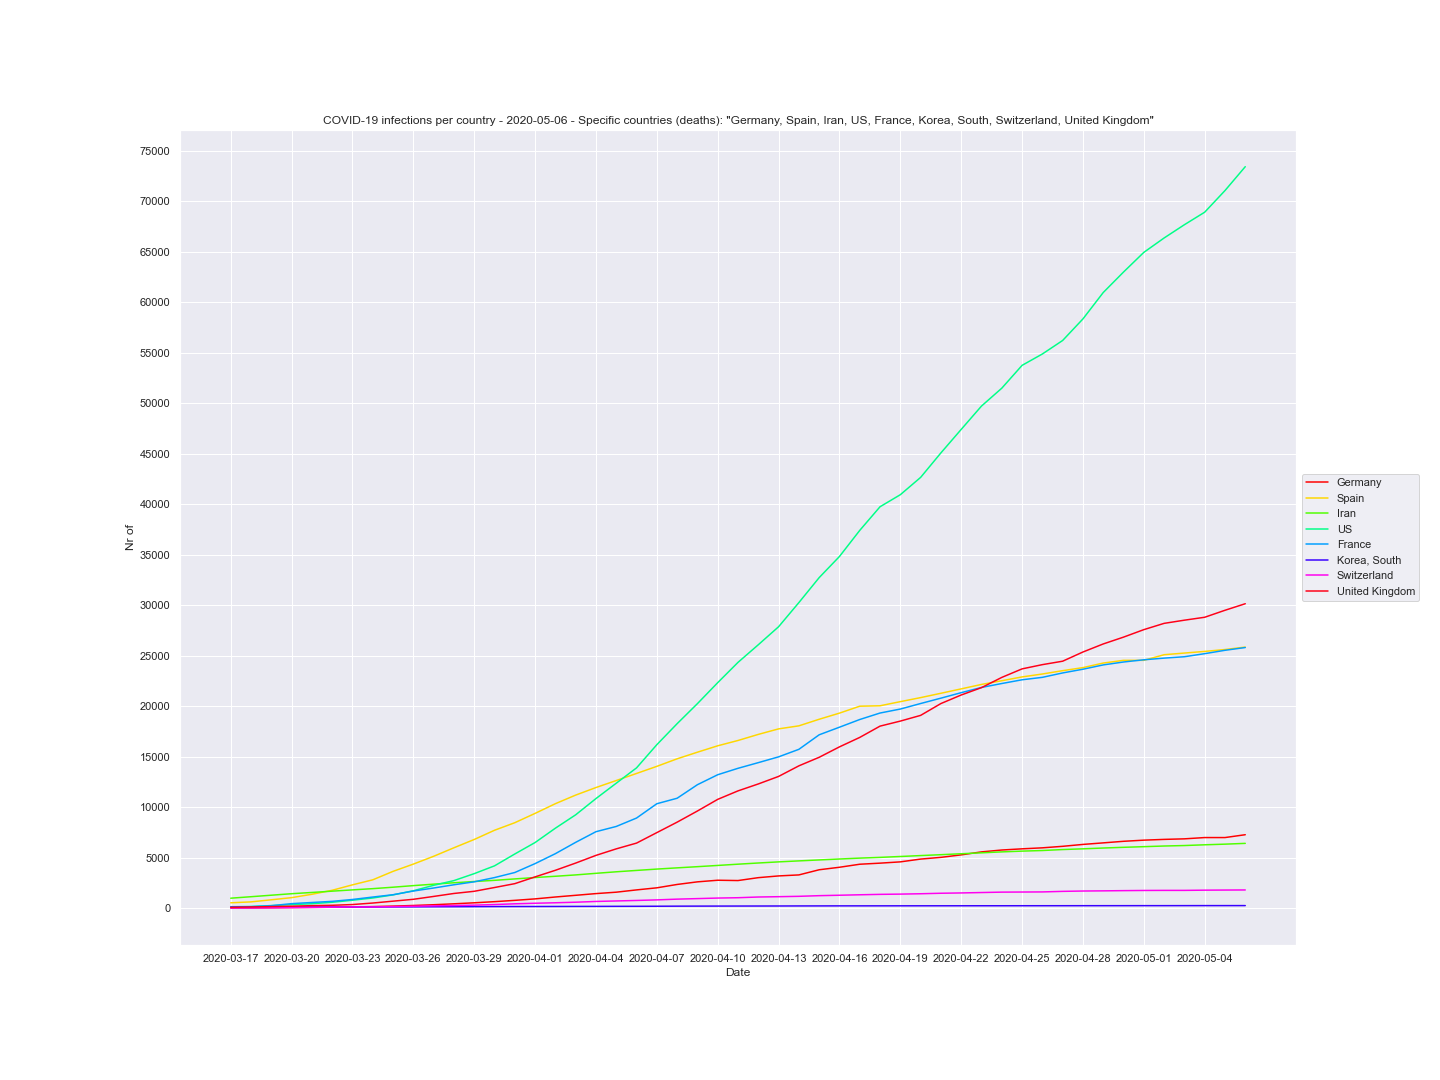 COVID-19 infections per country - 2020-05-06 - Specific countries (deaths): "Germany, Spain, Iran, US, France, Korea, South, Switzerland, United Kingdom"
75000
70000
65000
60000
55000
50000
45000
40000
35000
30000
25000
20000
15000
10000
5000
0
Nr of
Germany
Spain
Iran
US
France
Korea, South
Switzerland
United Kingdom
2020-03-17 2020-03-20 2020-03-23 2020-03-26 2020-03-29 2020-04-01 2020-04-04 2020-04-07 2020-04-10 2020-04-13 2020-04-16 2020-04-19 2020-04-22 2020-04-25 2020-04-28 2020-05-01 2020-05-04
Date